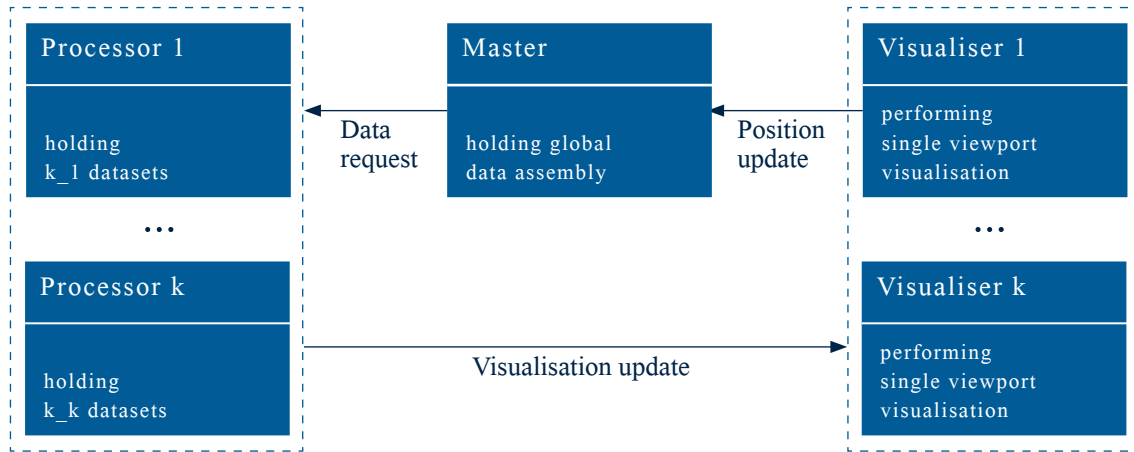 Processor 1
holding
k_1 datasets
...
Processor k
holding
k_k datasets
Data
request
Master
holding global
data assembly
Position
update
Visualisation update
Visualiser 1
performing
single viewport
visualisation
...
Visualiser k
performing
single viewport
visualisation